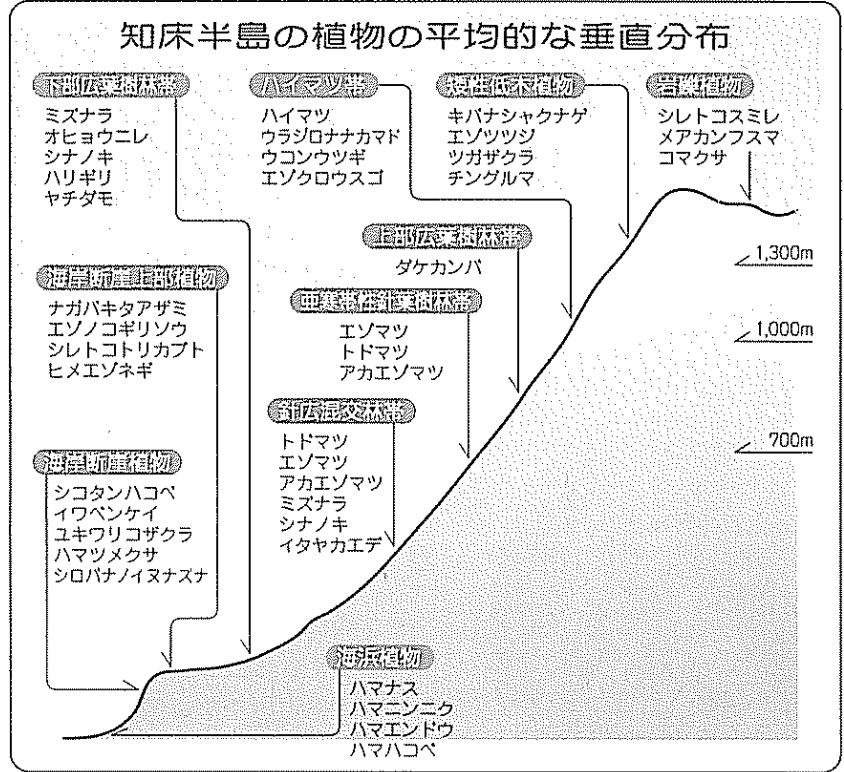 知床半島の植物の平均的な垂直分布
下部広葉樹林帯
ミズナラ
オヒョウニレ
シナノキ
ハリギリ
ヤチダモ
ハイマツ帯
ハイマツ
ウラジロナナカマド
ウコンウツギ
エゾクロウスゴ
矮性低木植物
キバナシャクナゲ
エゾツツジ
ツガザクラ
チングルマ
岩礫植物
シレトコスミレ
メアカンフスマ
コマクサ
上部広葉樹林帯
ダケカンバ
海岸断崖上部植物
ナガバキタアザミ
エゾノコギリソウ
シレトコトリカブト
ヒメエゾネギ
亜寒帯性針葉樹林帯
エゾマツ
トドマツ
アカエゾマツ
針広混交林帯
トドマツ
エゾマツ
アカエゾマツ
ミズナラ
シナノキ
イタヤカエデ
海岸断崖植物
シコタンハコベ
イワベンケイ
ユキワリコザクラ
ハマツメクサ
シロバナノイヌナズナ
海浜植物
ハマナス
ハマニンニク
ハマエンドウ
ハマハコベ
1,300m
1,000m
700m